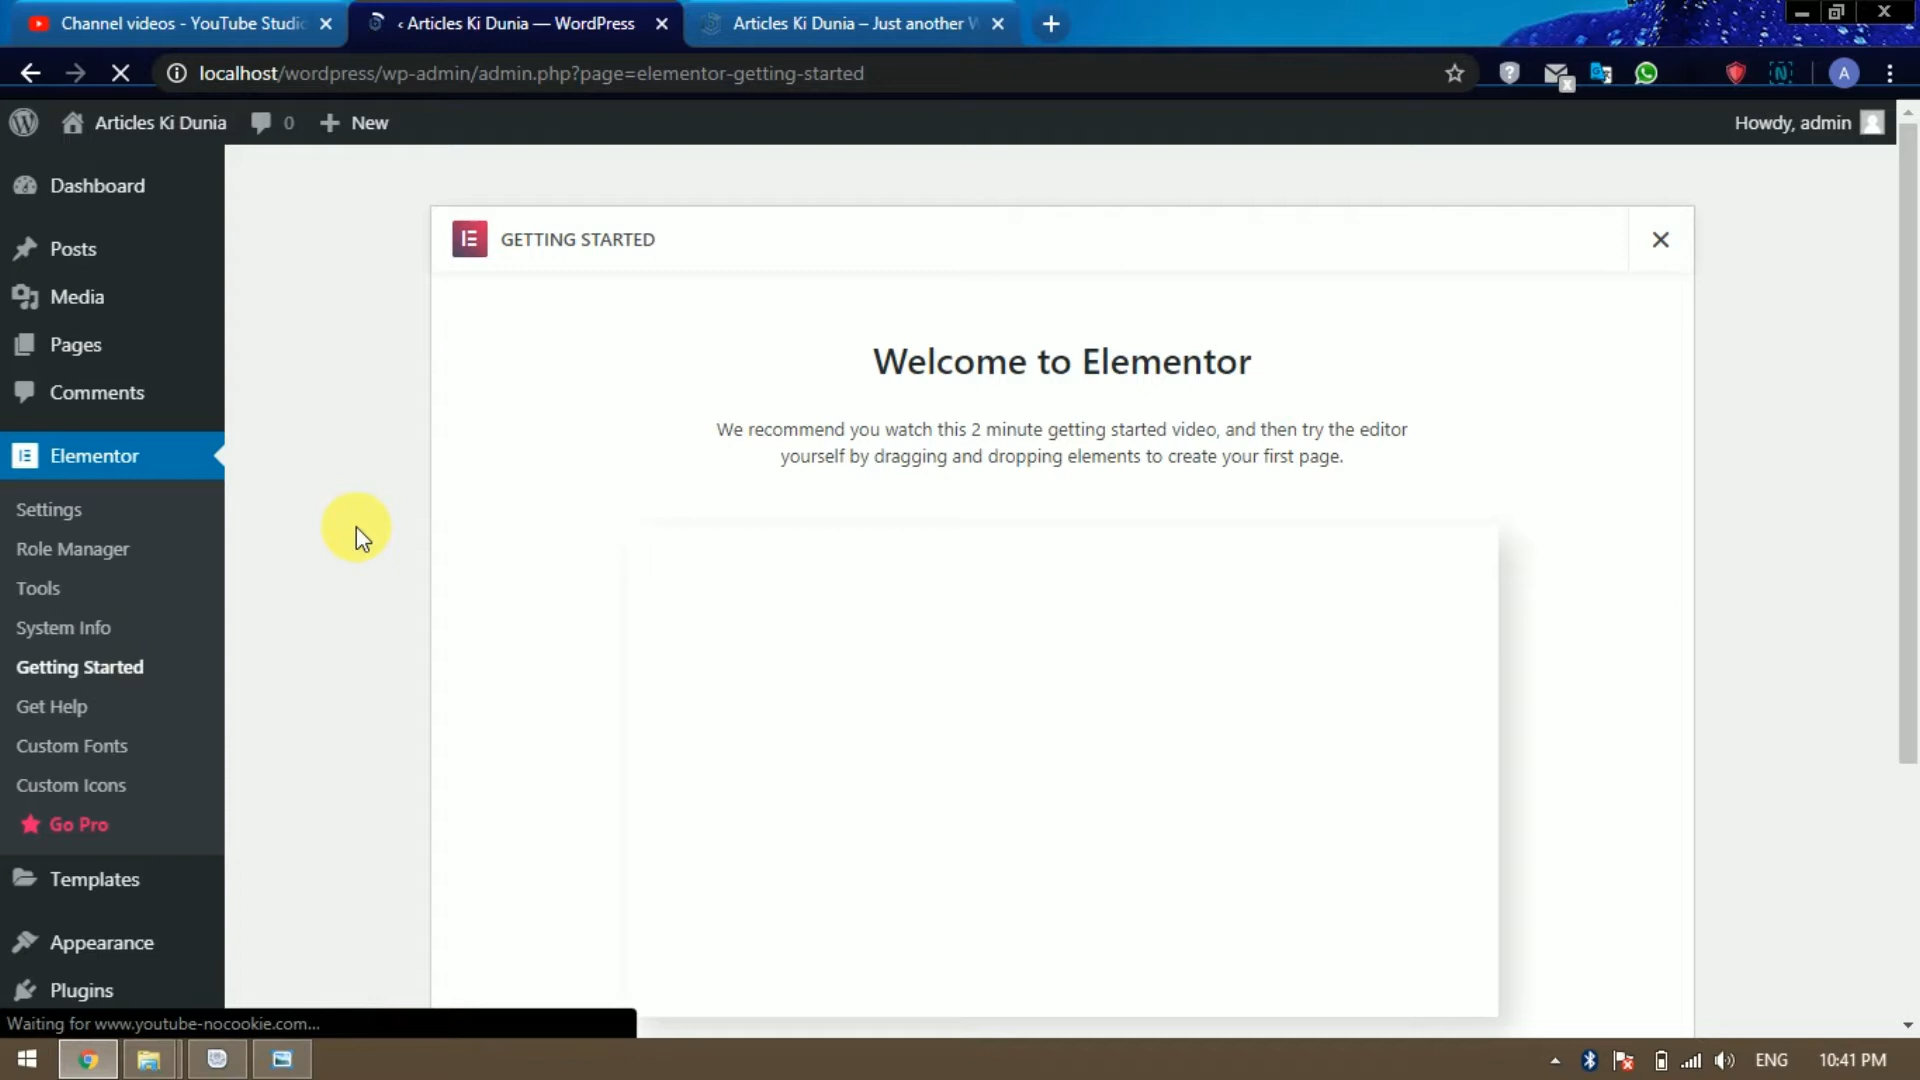 Channel videos - YouTube Studio
‹ Articles Ki Dunia — WordPress
Articles Ki Dunia – Just another W
localhost/wordpress/wp-admin/admin.php?page=elementor-getting-started
A
Articles Ki Dunia
0
New
Howdy, admin
Dashboard
Posts
Media
Pages
Comments
Elementor
Settings
Role Manager
Tools
System Info
Getting Started
Get Help
Custom Fonts
Custom Icons
Go Pro
Templates
Appearance
Plugins
GETTING STARTED
Welcome to Elementor
We recommend you watch this 2 minute getting started video, and then try the editor
yourself by dragging and dropping elements to create your first page.
Waiting for www.youtube-nocookie.com...
ENG
10:41 PM